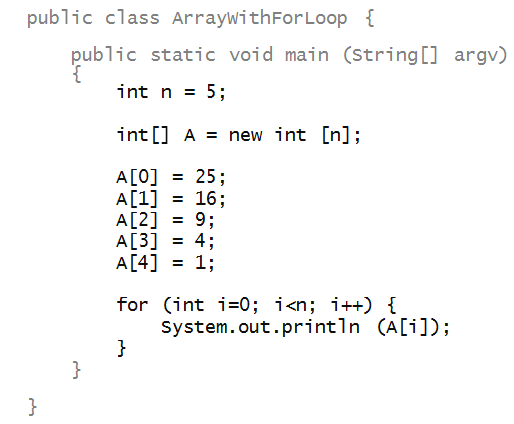 public class ArrayWithForLoop {
public static void main (String[] argv)
{
int n = 5;
int[] A = new int [n];
A[0] = 25;
A[1] = 16;
A[2] = 9;
A[3] = 4;
A[4] = 1;
for (int i=0; i<n; i++) {
System.out.println (A[i]);
}
}
}